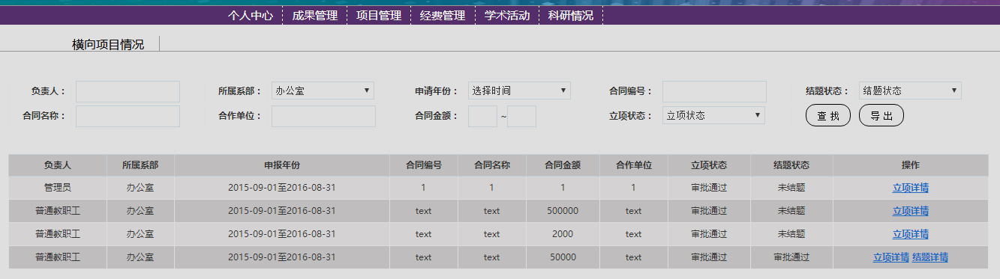 个人中心 成果管理 项目管理 经费管理 学术活动 科研情况
横向项目情况
负责人： 所属系部： 办公室 申请年份： 选择时间 合同编号： 结题状态： 结题状态
合同名称： 合作单位： 合同金额： ~ 立项状态： 立项状态 查 找 导 出
负责人 所属系部 申报年份 合同编号 合同名称 合同金额 合作单位 立项状态 结题状态 操作
管理员 办公室 2015-09-01至2016-08-31 1 1 1 1 审批通过 未结题 立项详情
普通教职工 办公室 2015-09-01至2016-08-31 text text 500000 text 审批通过 未结题 立项详情
普通教职工 办公室 2015-09-01至2016-08-31 text text 2000 text 审批通过 未结题 立项详情
普通教职工 办公室 2015-09-01至2016-08-31 text text 50000 text 审批通过 审批通过 立项详情 结题详情